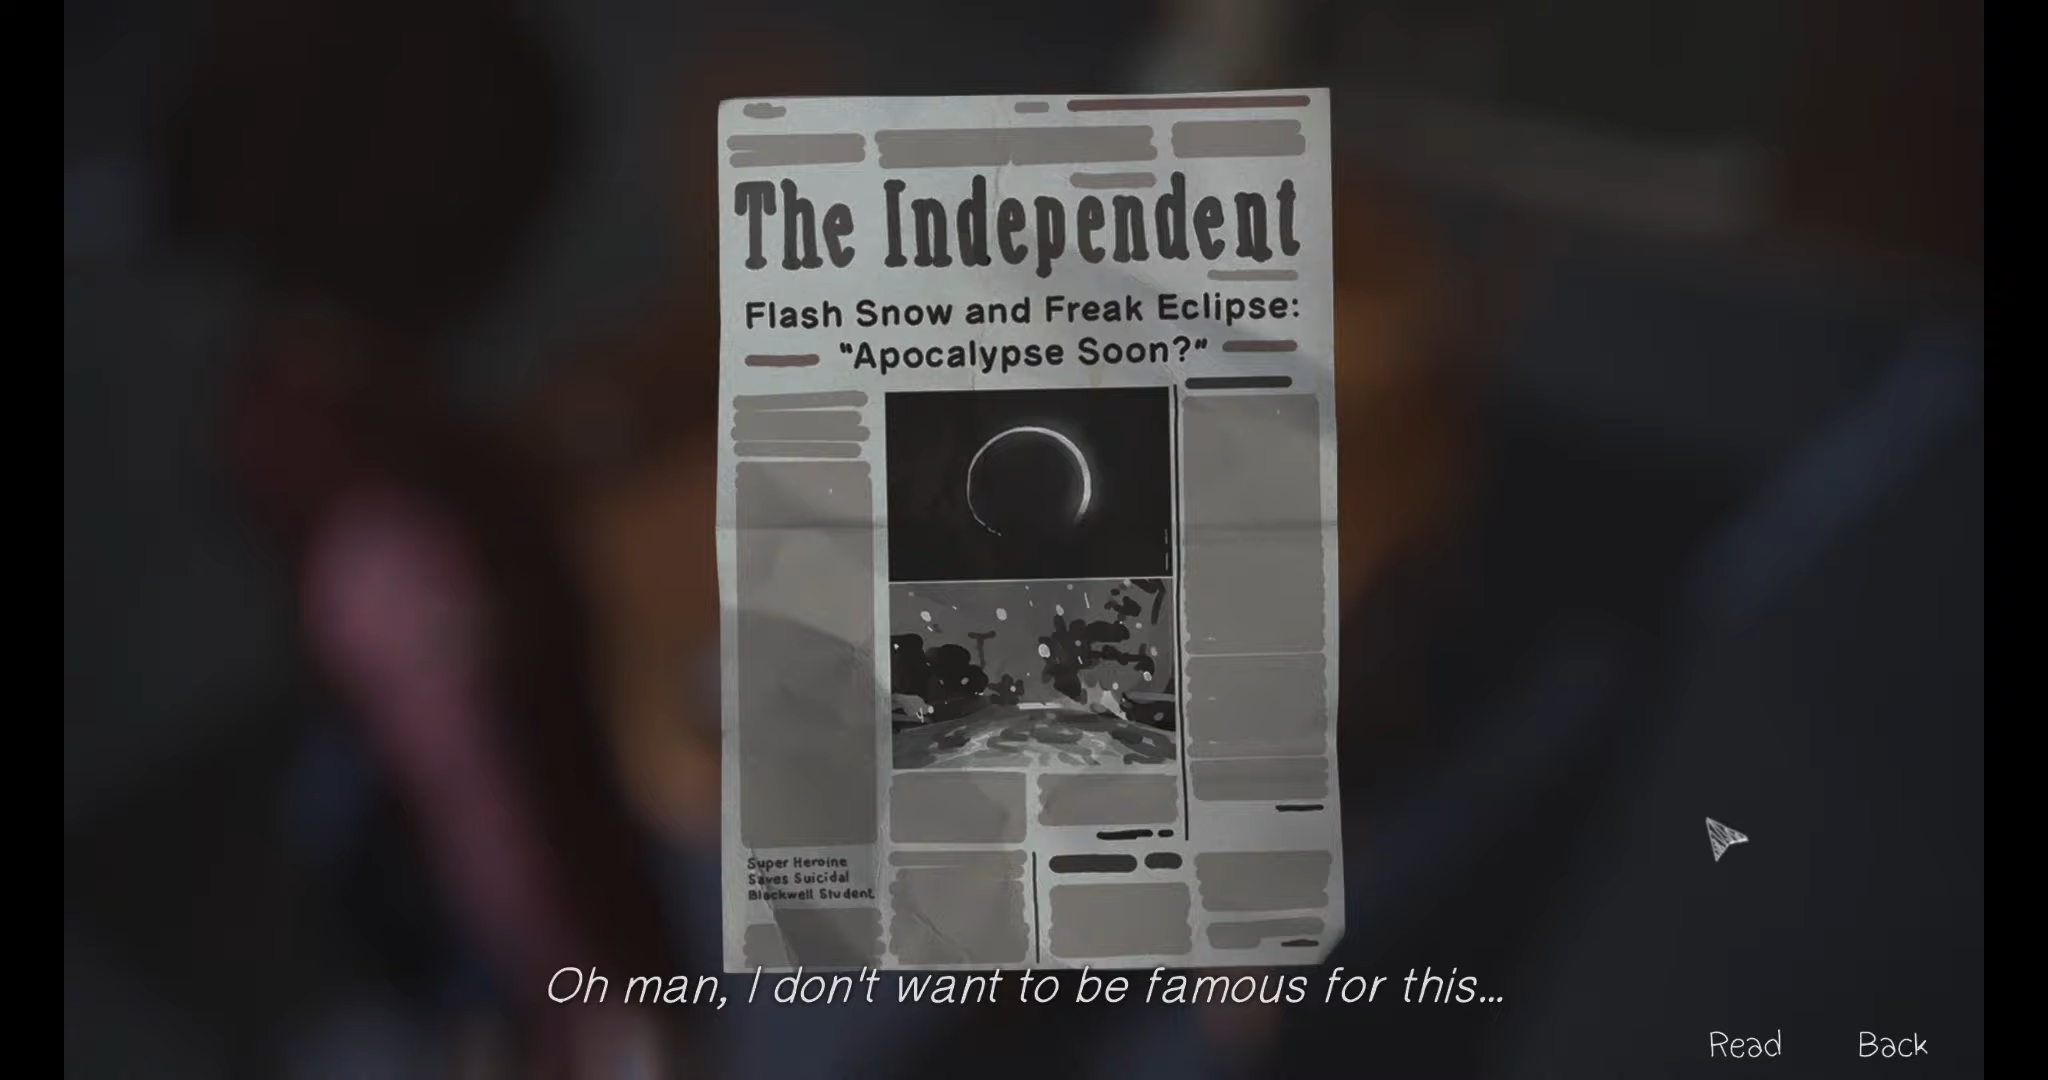 The Independent
Flash Snow and Freak Eclipse:
"Apocalypse Soon?"
Super Heroine
Saves Suicidal
Blackwell Student
Oh man, I don't want to be famous for this...
Read Back